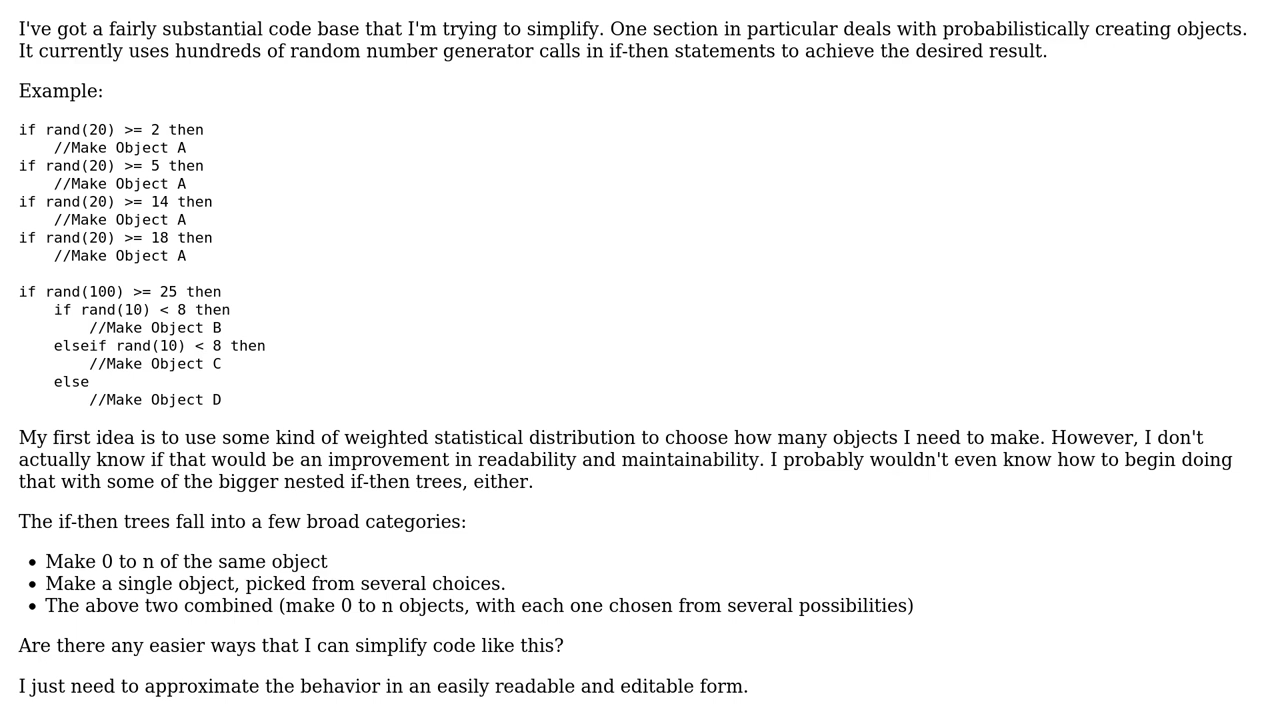 I've got a fairly substantial code base that I'm trying to simplify. One section in particular deals with probabilistically creating objects.
It currently uses hundreds of random number generator calls in if-then statements to achieve the desired result.
Example:
if rand(20) >= 2 then
    //Make Object A
if rand(20) >= 5 then
    //Make Object A
if rand(20) >= 14 then
    //Make Object A
if rand(20) >= 18 then
    //Make Object A

if rand(100) >= 25 then
    if rand(10) < 8 then
        //Make Object B
    elseif rand(10) < 8 then
        //Make Object C
    else
        //Make Object D
My first idea is to use some kind of weighted statistical distribution to choose how many objects I need to make. However, I don't
actually know if that would be an improvement in readability and maintainability. I probably wouldn't even know how to begin doing
that with some of the bigger nested if-then trees, either.
The if-then trees fall into a few broad categories:
• Make 0 to n of the same object
• Make a single object, picked from several choices.
• The above two combined (make 0 to n objects, with each one chosen from several possibilities)
Are there any easier ways that I can simplify code like this?
I just need to approximate the behavior in an easily readable and editable form.